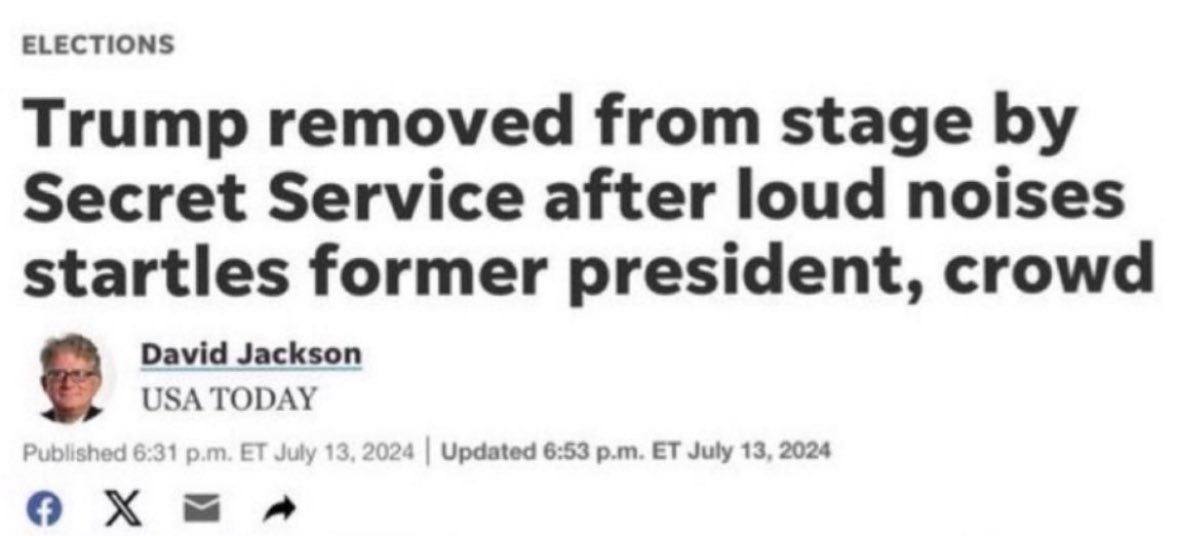 ELECTIONS
Trump removed from stage by
Secret Service after loud noises
startles former president, crowd
David Jackson
USA TODAY
Published 6:31 p.m. ET July 13, 2024 | Updated 6:53 p.m. ET July 13, 2024